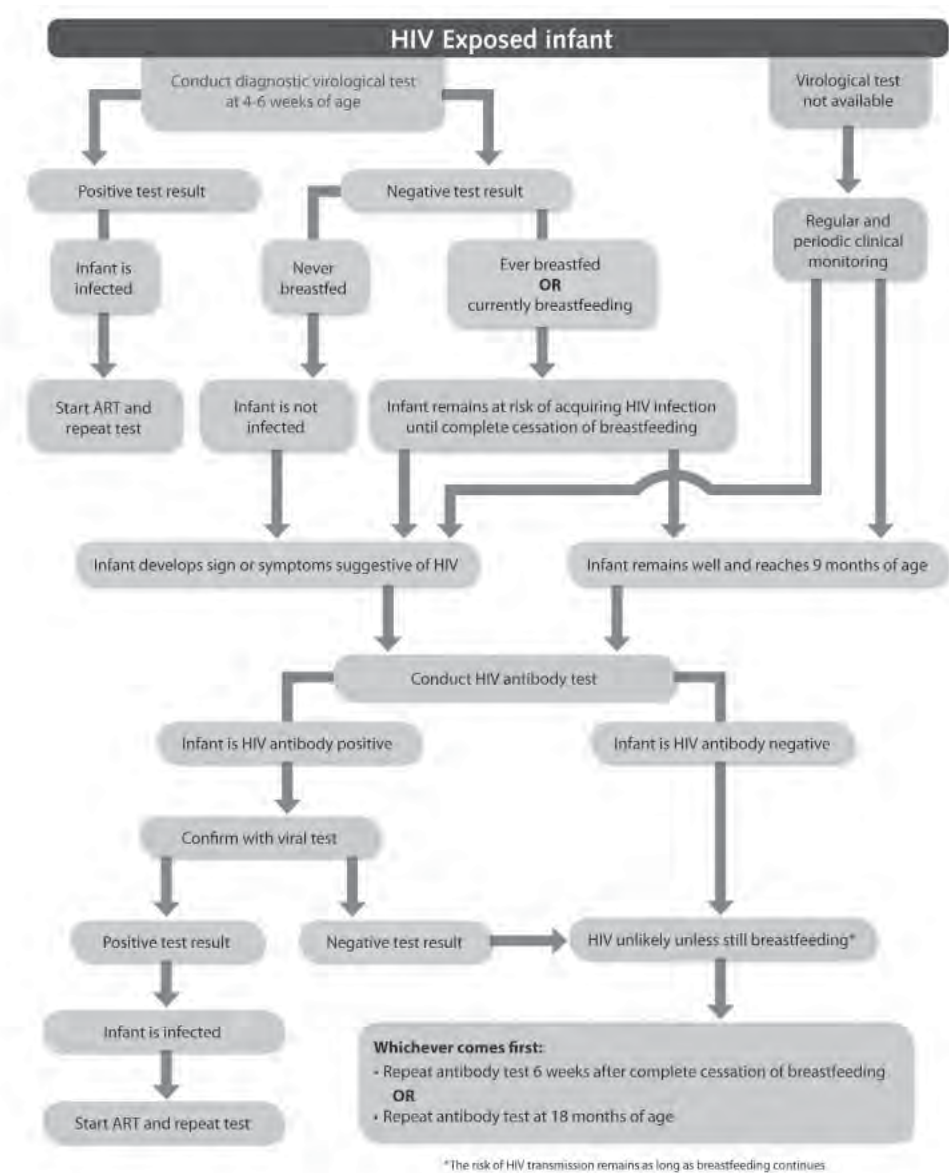 HIV Exposed infant
Conduct diagnostic virological test
at 4-6 weeks of age
Virological test
not available
Positive test result
Negative test result
Regular and
periodic clinical
monitoring
Infant is
infected
Never
breastfed
Ever breastfed
OR
currently breastfeeding
Start ART and
repeat test
Infant is not
infected
Infant remains at risk of acquiring HIV infection
until complete cessation of breastfeeding
Infant develops sign or symptoms suggestive of HIV
Infant remains well and reaches 9 months of age
Conduct HIV antibody test
Infant is HIV antibody positive
Infant is HIV antibody negative
Confirm with viral test
Positive test result
Negative test result
HIV unlikely unless still breastfeeding*
Infant is infected
Start ART and repeat test
Whichever comes first:
• Repeat antibody test 6 weeks after complete cessation of breastfeeding
OR
• Repeat antibody test at 18 months of age
*The risk of HIV transmission remains as long as breastfeeding continues